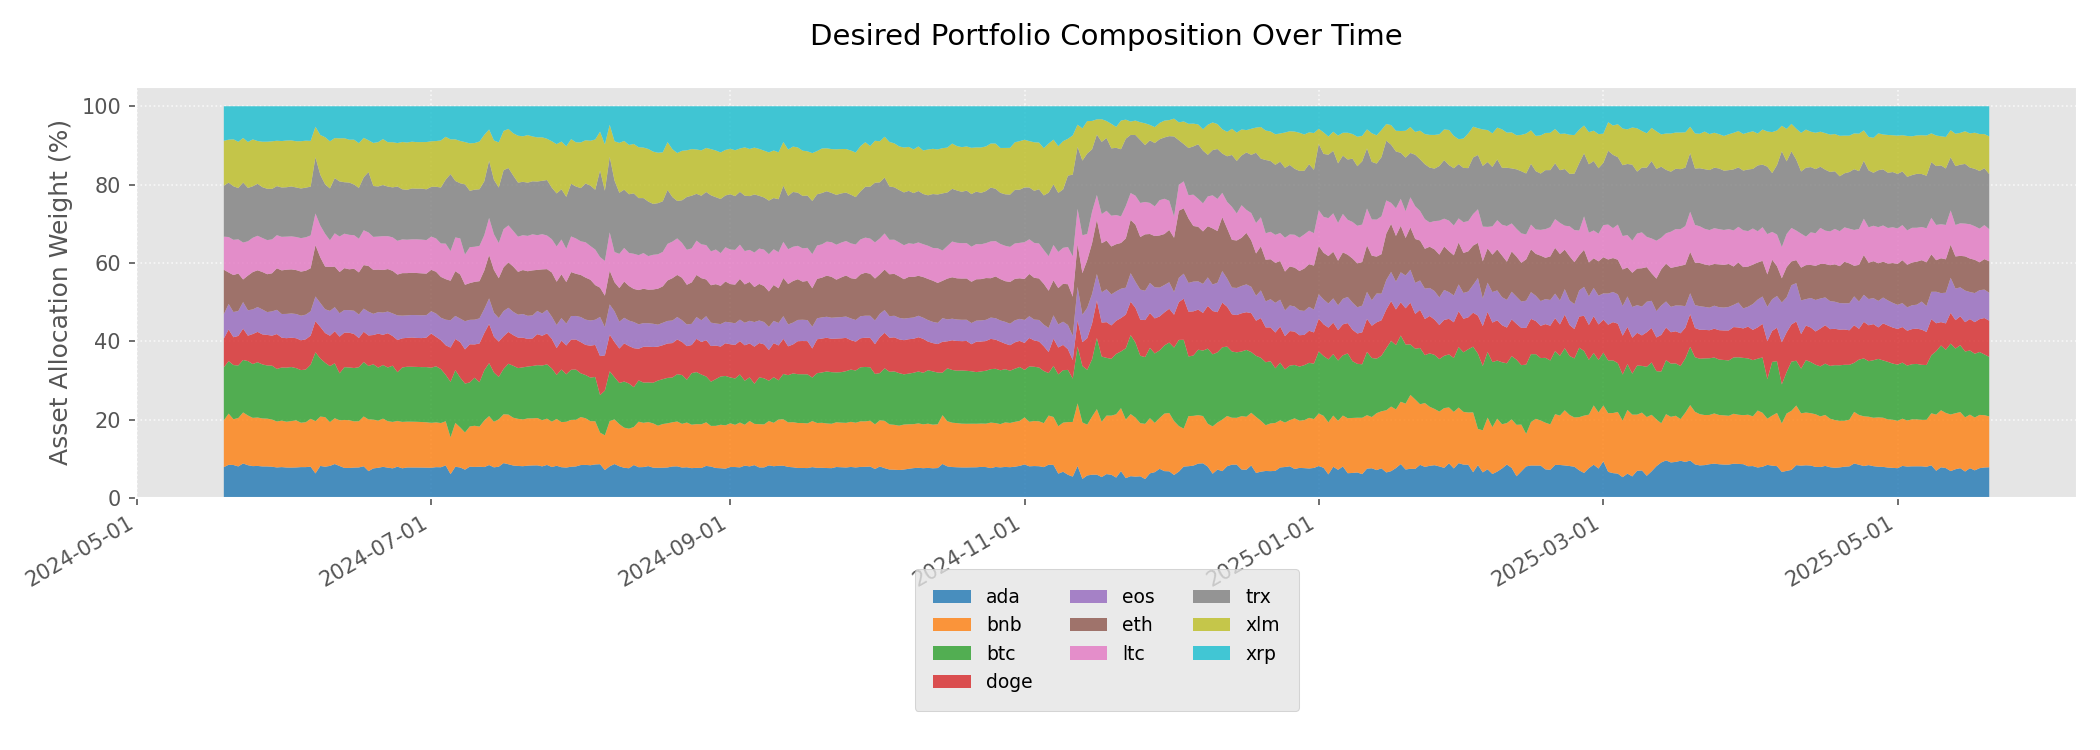 Desired Portfolio Composition Over Time
Asset Allocation Weight (%)
100
80
60
40
20
0
2024-05-01
2024-07-01
2024-09-01
2024-11-01
2025-01-01
2025-03-01
2025-05-01
ada
bnb
btc
doge
eos
eth
ltc
trx
xlm
xrp